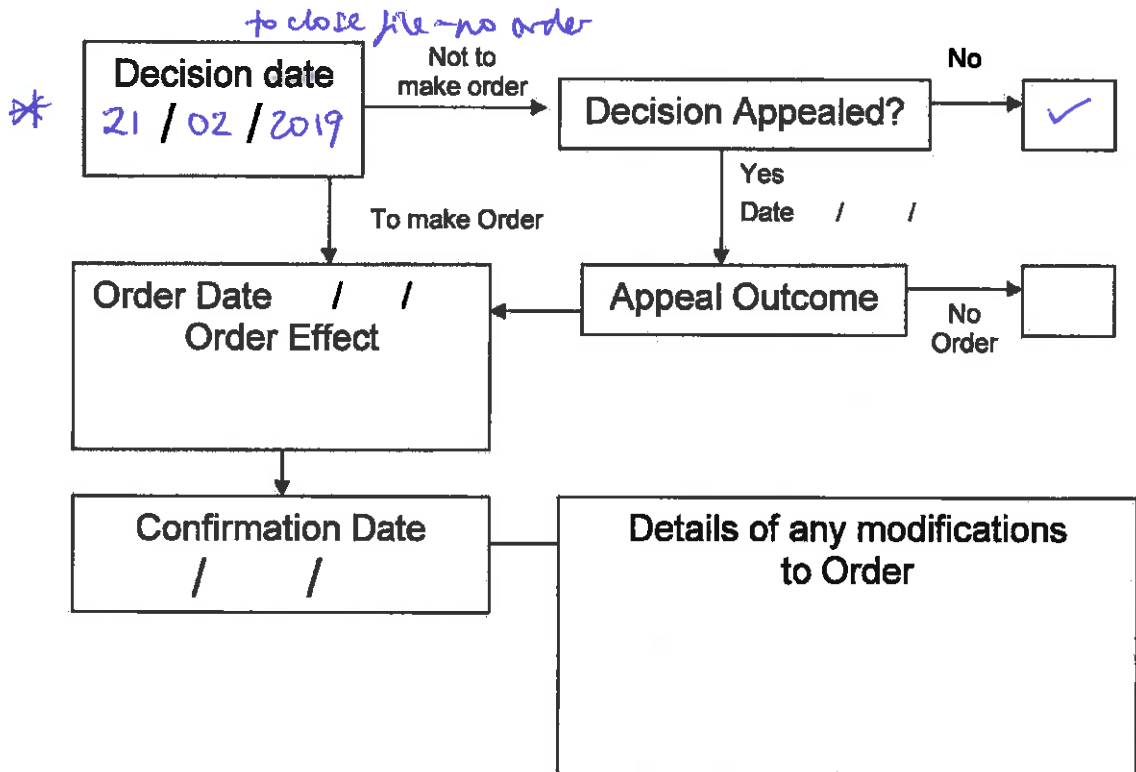 to close file - no order
Decision date
* 21 / 02 / 2019
Not to
make order
Decision Appealed?
No
✓
Yes
Date / /
To make Order
Order Date / /
Order Effect
Appeal Outcome
No
Order
Confirmation Date
/ /
Details of any modifications
to Order